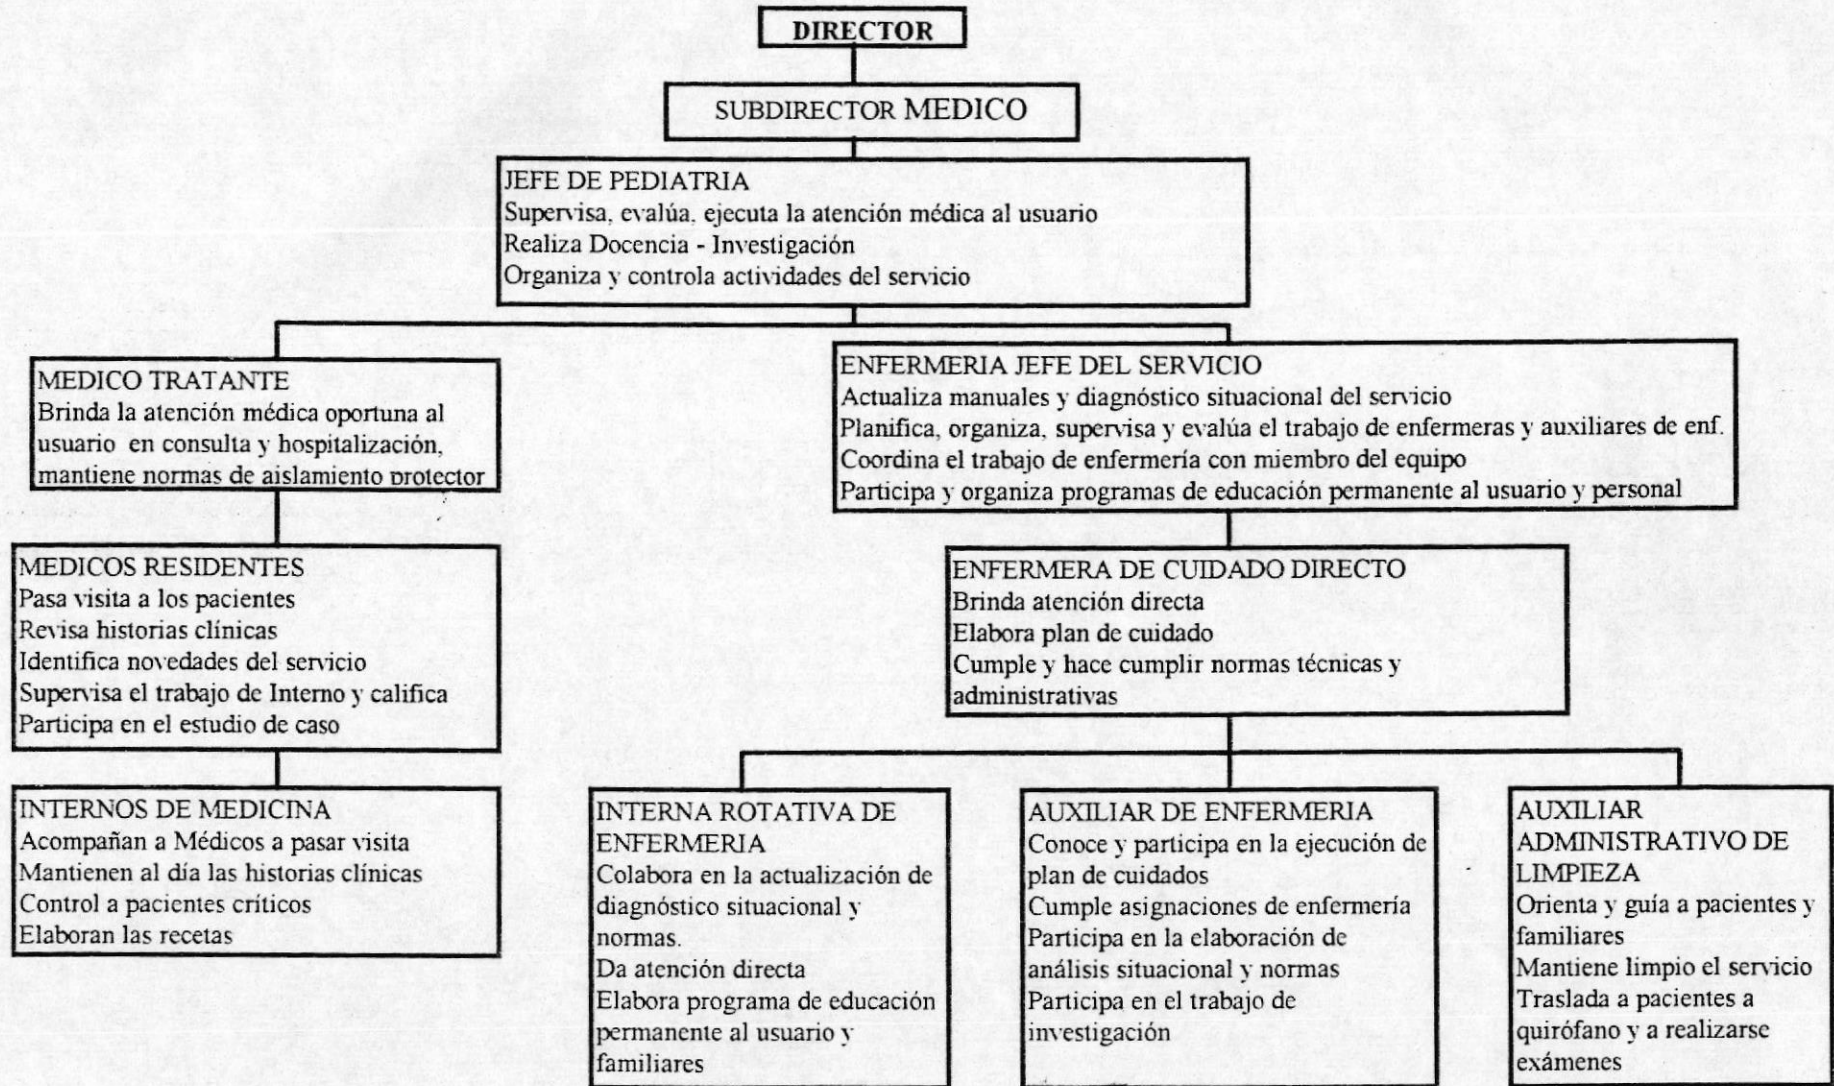 DIRECTOR
SUBDIRECTOR MEDICO
JEFE DE PEDIATRIA
Supervisa, evalúa, ejecuta la atención médica al usuario
Realiza Docencia - Investigación
Organiza y controla actividades del servicio
MEDICO TRATANTE
Brinda la atención médica oportuna al
usuario en consulta y hospitalización,
mantiene normas de aislamiento protector
ENFERMERIA JEFE DEL SERVICIO
Actualiza manuales y diagnóstico situacional del servicio
Planifica, organiza, supervisa y evalúa el trabajo de enfermeras y auxiliares de enf.
Coordina el trabajo de enfermería con miembro del equipo
Participa y organiza programas de educación permanente al usuario y personal
MEDICOS RESIDENTES
Pasa visita a los pacientes
Revisa historias clínicas
Identifica novedades del servicio
Supervisa el trabajo de Interno y califica
Participa en el estudio de caso
ENFERMERA DE CUIDADO DIRECTO
Brinda atención directa
Elabora plan de cuidado
Cumple y hace cumplir normas técnicas y
administrativas
INTERNOS DE MEDICINA
Acompañan a Médicos a pasar visita
Mantienen al día las historias clínicas
Control a pacientes críticos
Elaboran las recetas
INTERNA ROTATIVA DE
ENFERMERIA
Colabora en la actualización de
diagnóstico situacional y
normas.
Da atención directa
Elabora programa de educación
permanente al usuario y
familiares
AUXILIAR DE ENFERMERIA
Conoce y participa en la ejecución de
plan de cuidados
Cumple asignaciones de enfermería
Participa en la elaboración de
análisis situacional y normas
Participa en el trabajo de
investigación
AUXILIAR
ADMINISTRATIVO DE
LIMPIEZA
Orienta y guía a pacientes y
familiares
Mantiene limpio el servicio
Traslada a pacientes a
quirófano y a realizarse
exámenes